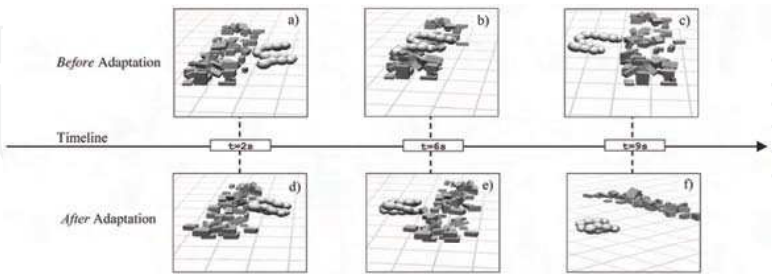 a)
b)
c)
Before Adaptation
Timeline
t=2s
t=6s
t=9s
d)
e)
f)
After Adaptation